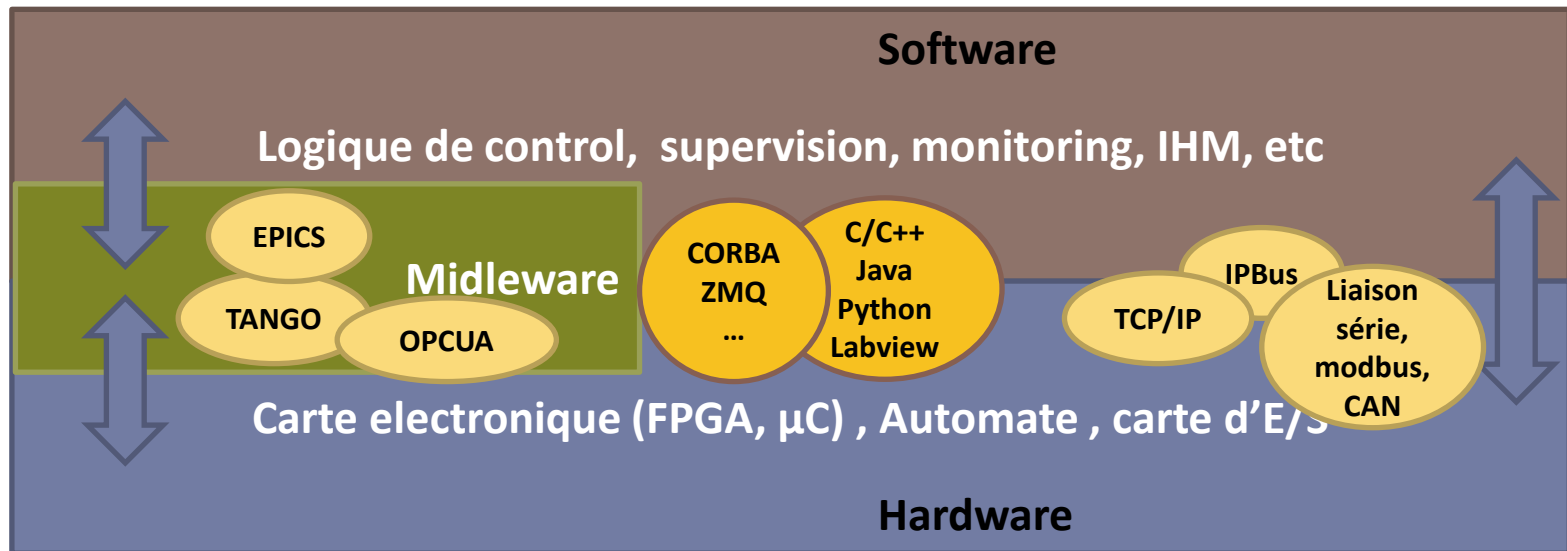 Software
Logique de control,  supervision, monitoring, IHM, etc
EPICS
Midleware
TANGO
OPCUA
CORBA
ZMQ
...
C/C++
Java
Python
Labview
IPBus
TCP/IP
Liaison
série,
modbus,
CAN
Carte electronique (FPGA, µC) , Automate , carte d’E/S
Hardware